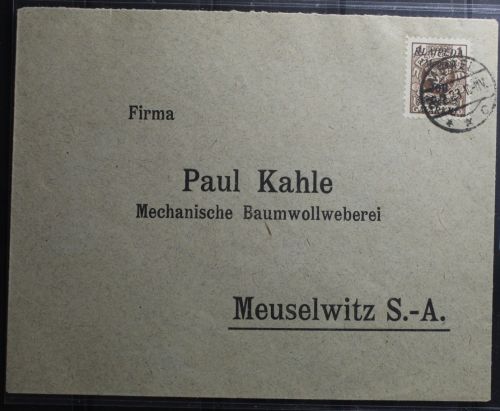 Firma
Paul Kahle
Mechanische Baumwollweberei
Meuselwitz S.-A.